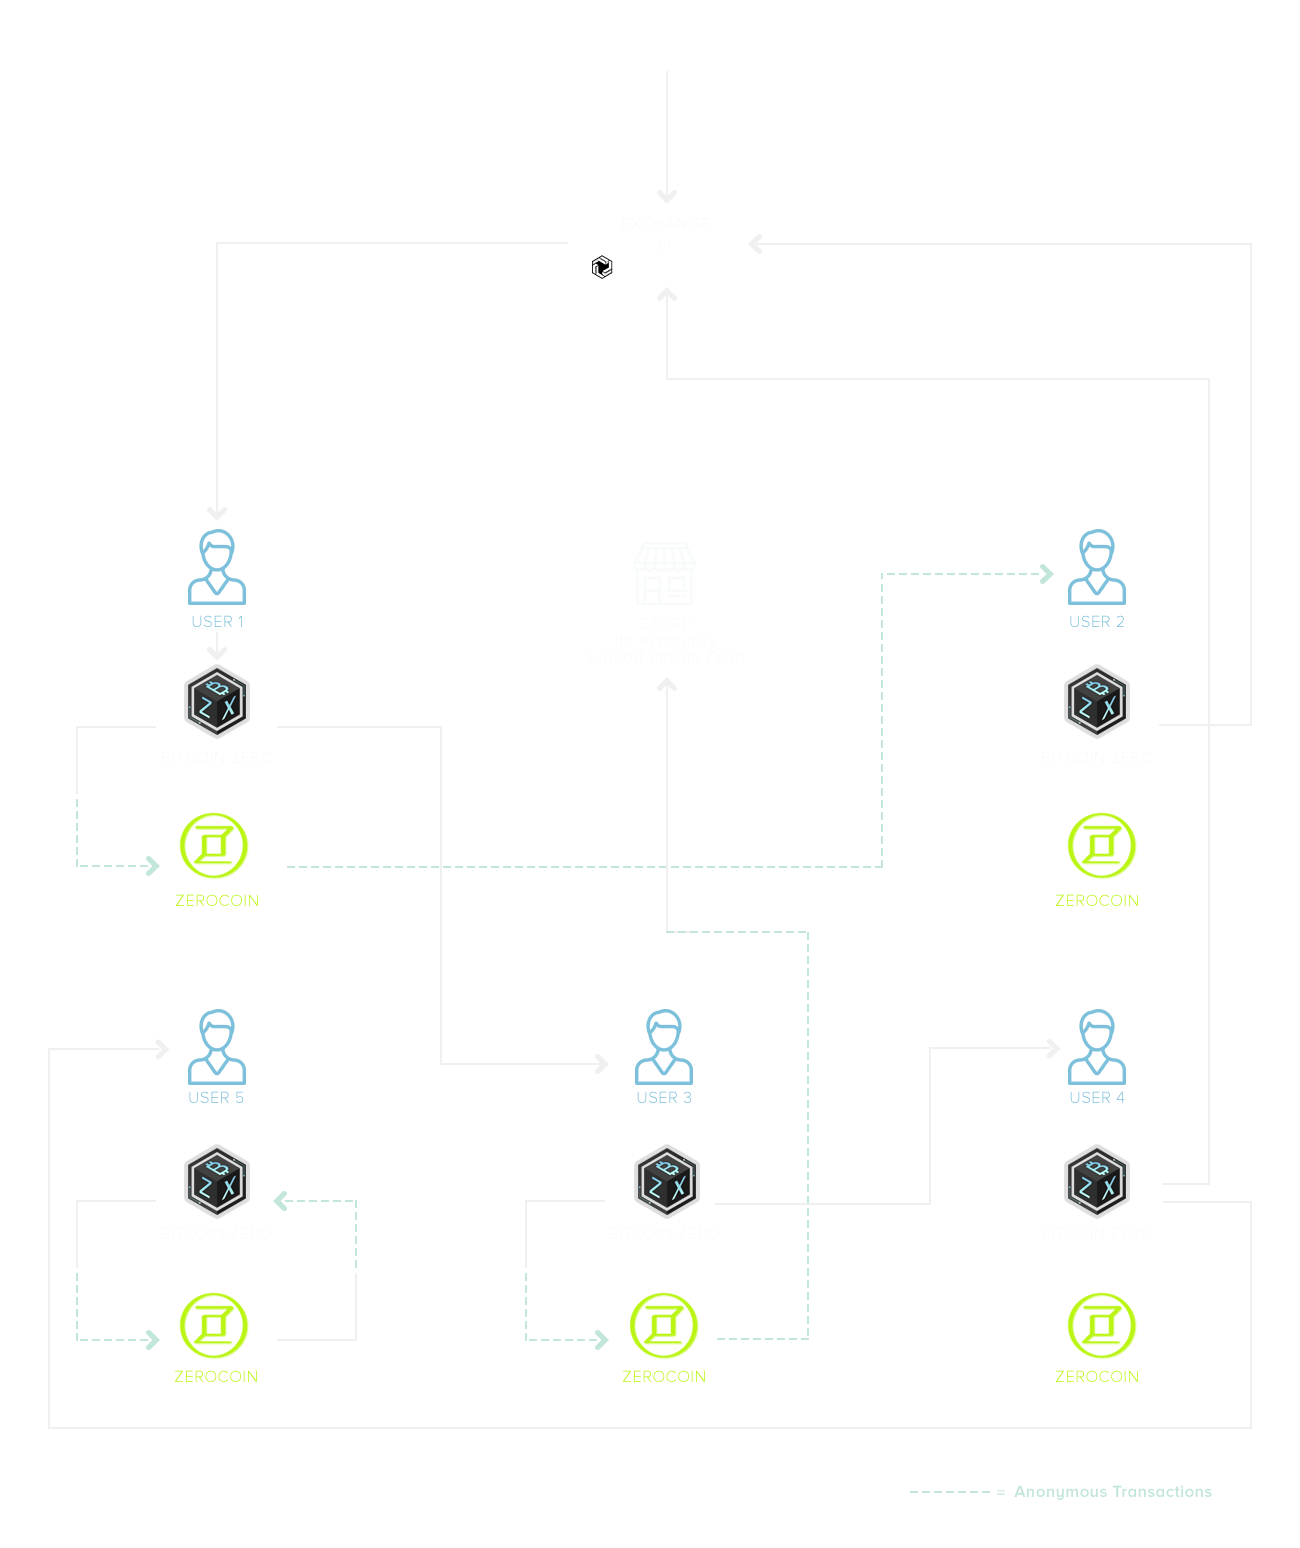 EXCHANGE
USER 1
STORE
USER 2
BITCOIN ZERO
BITCOIN ZERO
ZEROCOIN
ZEROCOIN
USER 5
USER 3
USER 4
BITCOIN ZERO
BITCOIN ZERO
BITCOIN ZERO
ZEROCOIN
ZEROCOIN
ZEROCOIN
= Anonymous Transactions